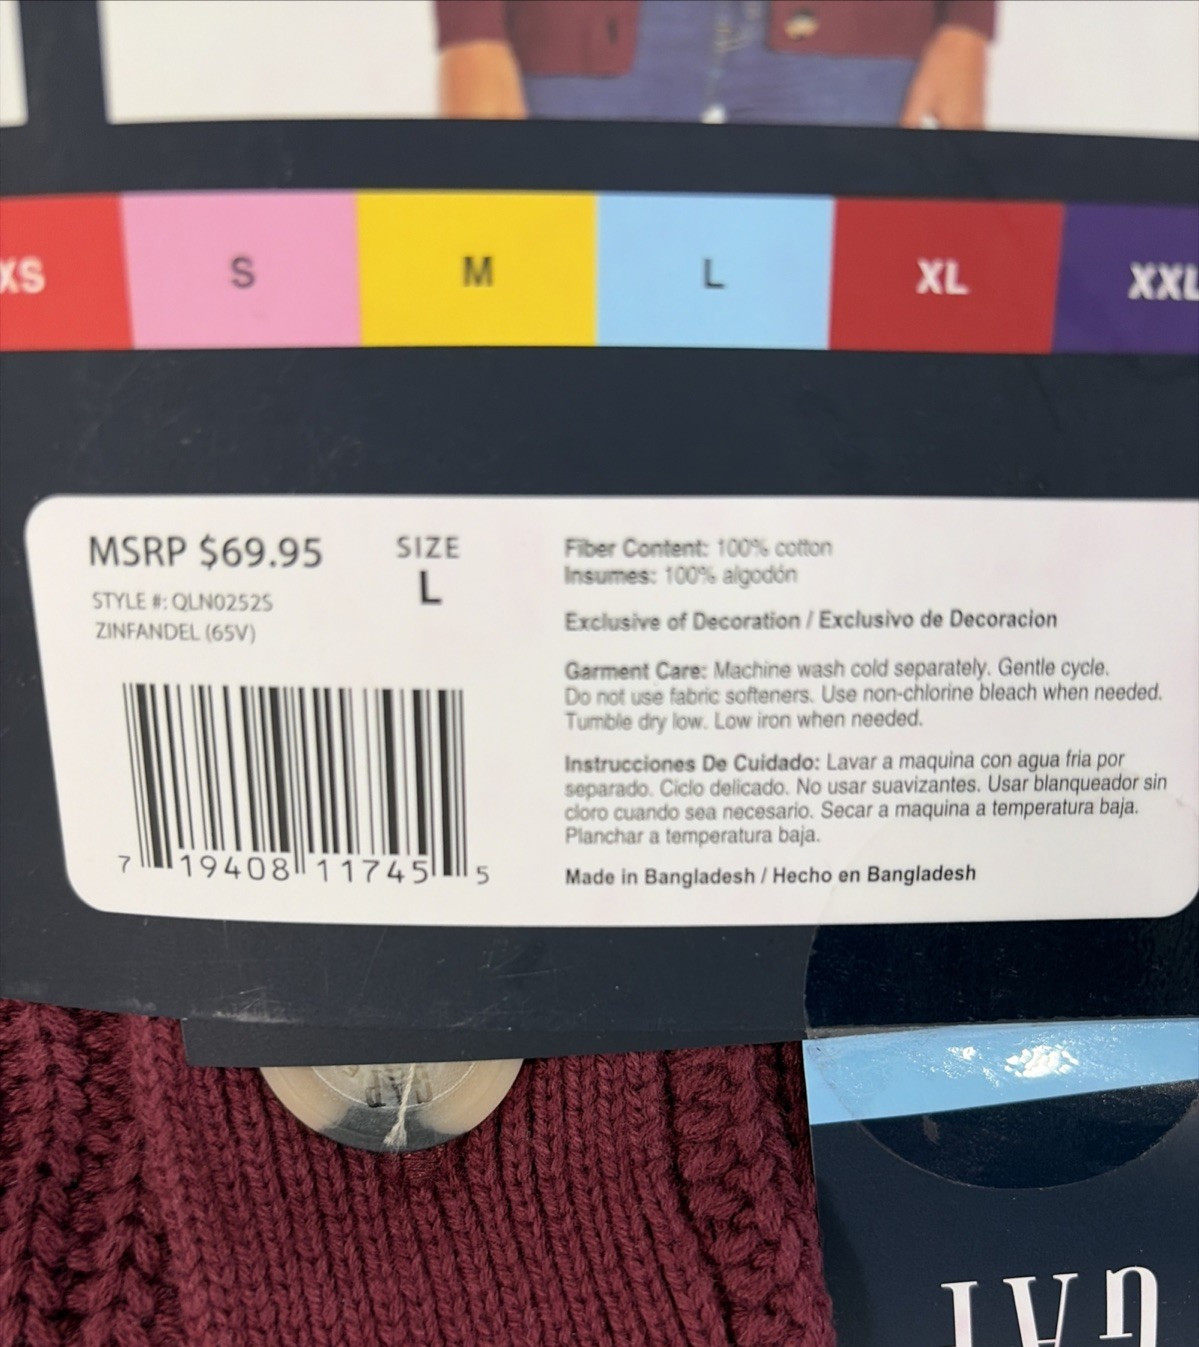 XS S M L XL XXL
MSRP $69.95
STYLE #: QLN0252S
ZINFANDEL (65V)
SIZE
L
7 19408 11745 5
Fiber Content: 100% cotton
Insumes: 100% algodón
Exclusive of Decoration / Exclusivo de Decoracion
Garment Care: Machine wash cold separately. Gentle cycle.
Do not use fabric softeners. Use non-chlorine bleach when needed.
Tumble dry low. Low iron when needed.
Instrucciones De Cuidado: Lavar a maquina con agua fria por
separado. Ciclo delicado. No usar suavizantes. Usar blanqueador sin
cloro cuando sea necesario. Secar a maquina a temperatura baja.
Planchar a temperatura baja.
Made in Bangladesh / Hecho en Bangladesh